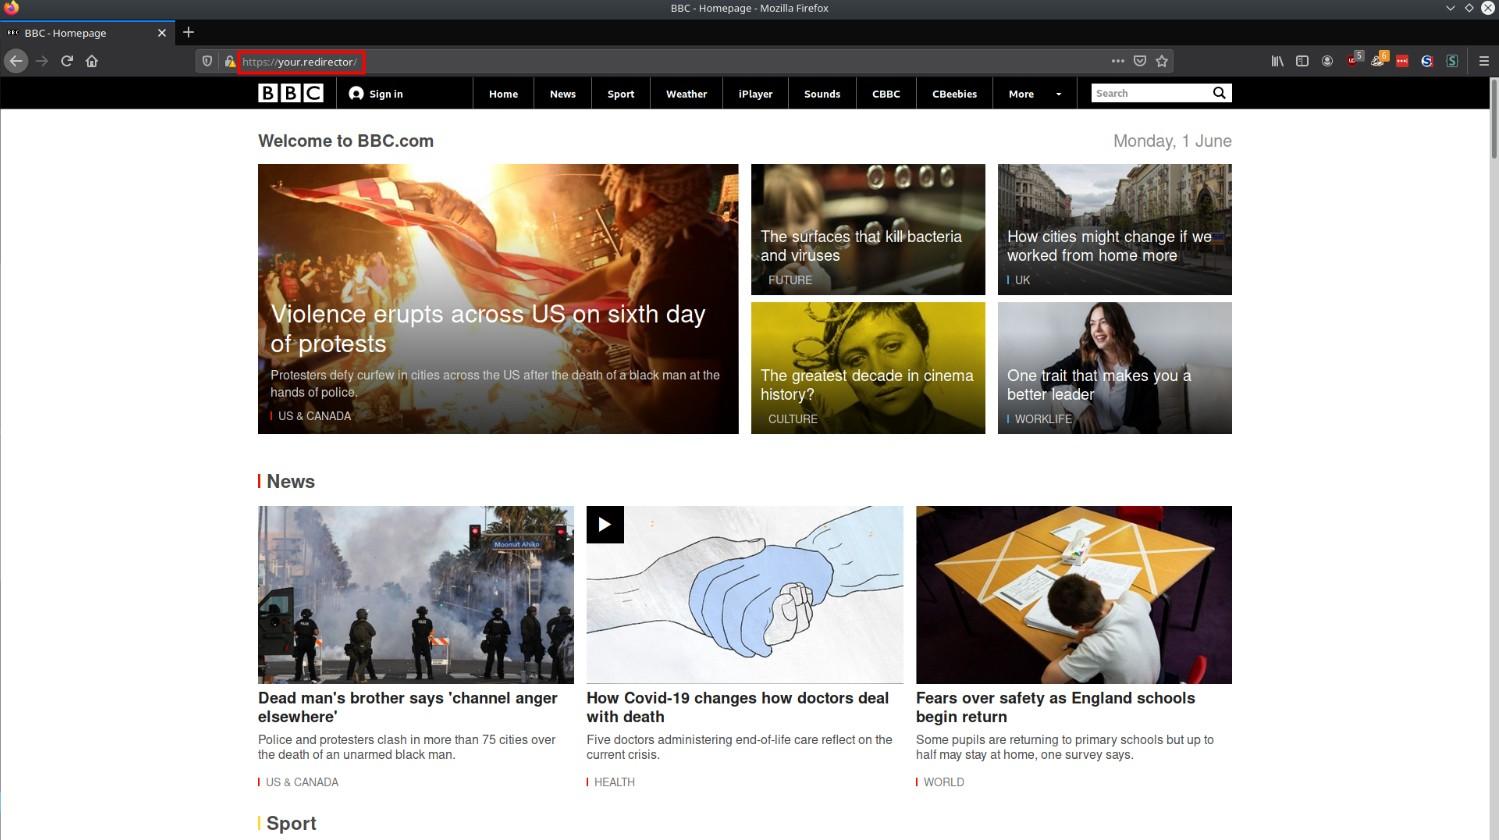 BBC - Homepage - Mozilla Firefox
BBC BBC - Homepage
https://your.redirector/
5
6
BBC
Sign in
Home
News
Sport
Weather
iPlayer
Sounds
CBBC
CBeebies
More
Search
Welcome to BBC.com
Monday, 1 June
Violence erupts across US on sixth day
of protests
Protesters defy curfew in cities across the US after the death of a black man at the
hands of police.
US & CANADA
The surfaces that kill bacteria
and viruses
FUTURE
How cities might change if we
worked from home more
UK
The greatest decade in cinema
history?
CULTURE
One trait that makes you a
better leader
WORKLIFE
News
Moomat Ahiko
Dead man's brother says 'channel anger
elsewhere'
Police and protesters clash in more than 75 cities over
the death of an unarmed black man.
US & CANADA
How Covid-19 changes how doctors deal
with death
Five doctors administering end-of-life care reflect on the
current crisis.
HEALTH
Fears over safety as England schools
begin return
Some pupils are returning to primary schools but up to
half may stay at home, one survey says.
WORLD
Sport